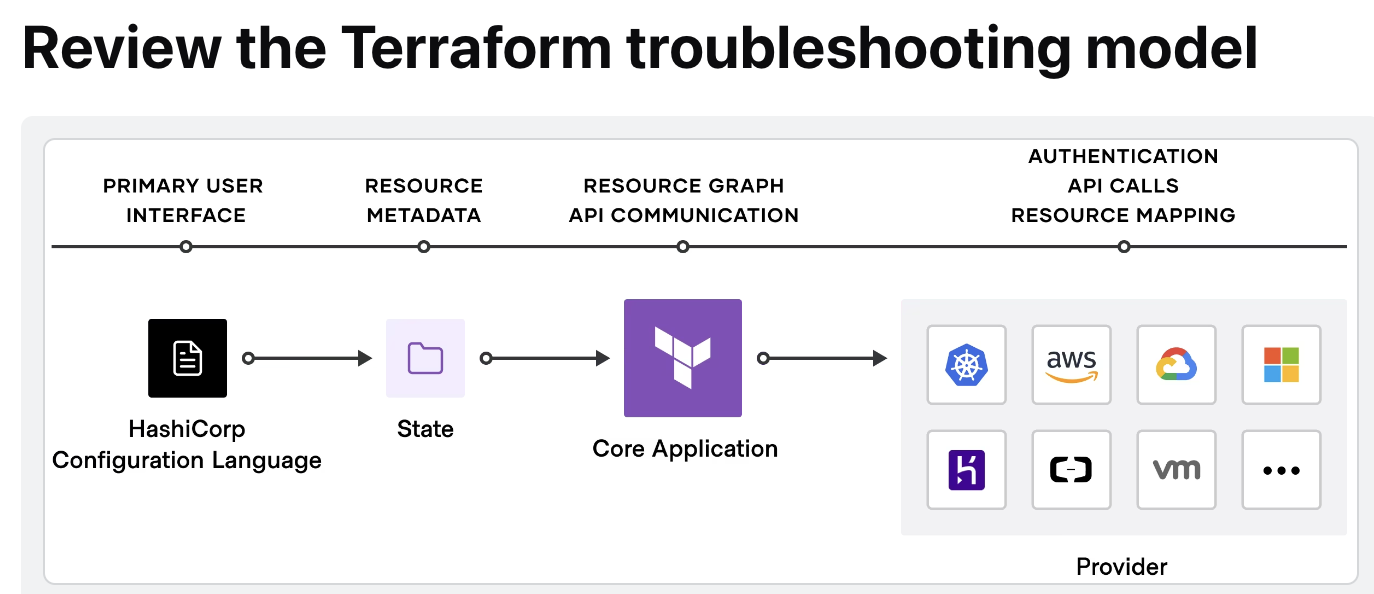 Review the Terraform troubleshooting model
PRIMARY USER
INTERFACE
RESOURCE
METADATA
RESOURCE GRAPH
API COMMUNICATION
AUTHENTICATION
API CALLS
RESOURCE MAPPING
HashiCorp
Configuration Language
State
Core Application
aws
vm
Provider